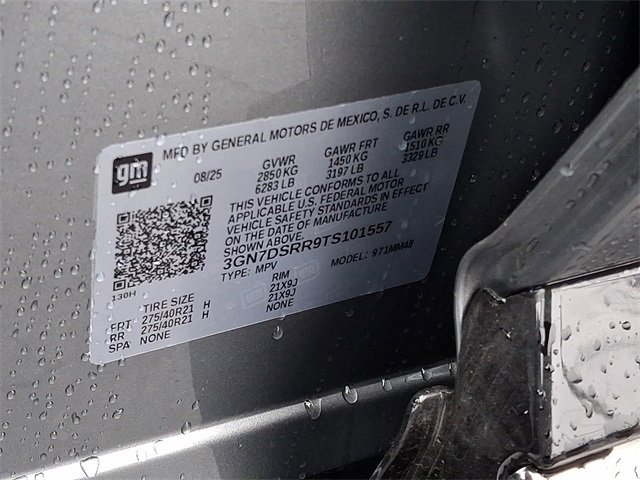 gm
MFD BY GENERAL MOTORS DE MEXICO, S. DE R.L. DE C.V.
08/25 GVWR GAWR FRT GAWR RR
2850 KG 1450 KG 1510 KG
6283 LB 3197 LB 3329 LB
THIS VEHICLE CONFORMS TO ALL
APPLICABLE U.S. FEDERAL MOTOR
VEHICLE SAFETY STANDARDS IN EFFECT
ON THE DATE OF MANUFACTURE
SHOWN ABOVE.
3GN7DSRR9TS101557
TYPE: MPV MODEL: 971MM48
130H
TIRE SIZE RIM
FRT 275/40R21 H 21X9J
RR 275/40R21 H 21X9J
SPA NONE NONE